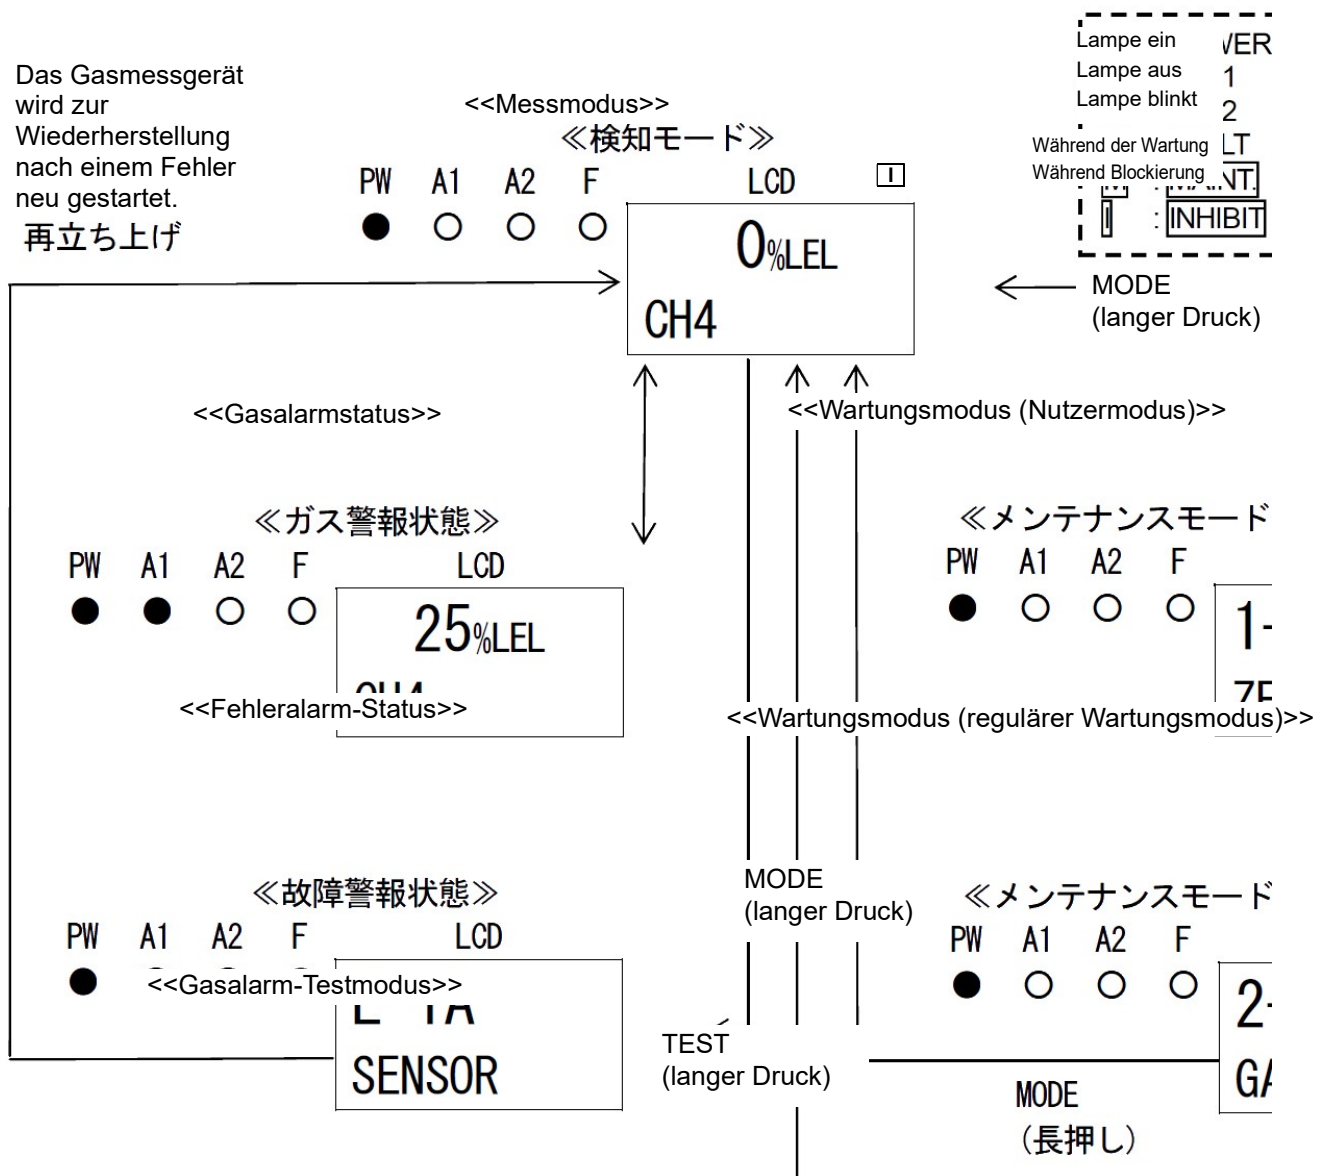 Lampe ein
Lampe aus
Lampe blinkt
1
2
Während der Wartung
Während Blockierung
LT
: INHIBIT
Das Gasmessgerät
wird zur
Wiederherstellung
nach einem Fehler
neu gestartet.
再立ち上げ
<<Messmodus>>
≪検知モード≫
PW A1 A2 F LCD I
0%LEL
CH4
MODE
(langer Druck)
<<Gasalarmstatus>>
<<Wartungsmodus (Nutzermodus)>>
≪ガス警報状態≫
PW A1 A2 F LCD
25%LEL
≪メンテナンスモード
PW A1 A2 F
1-
<<Fehleralarm-Status>>
<<Wartungsmodus (regulärer Wartungsmodus)>>
≪故障警報状態≫
PW A1 A2 F LCD
<<Gasalarm-Testmodus>>
SENSOR
MODE
(langer Druck)
≪メンテナンスモード
PW A1 A2 F
2-
TEST
(langer Druck)
MODE
(長押し)